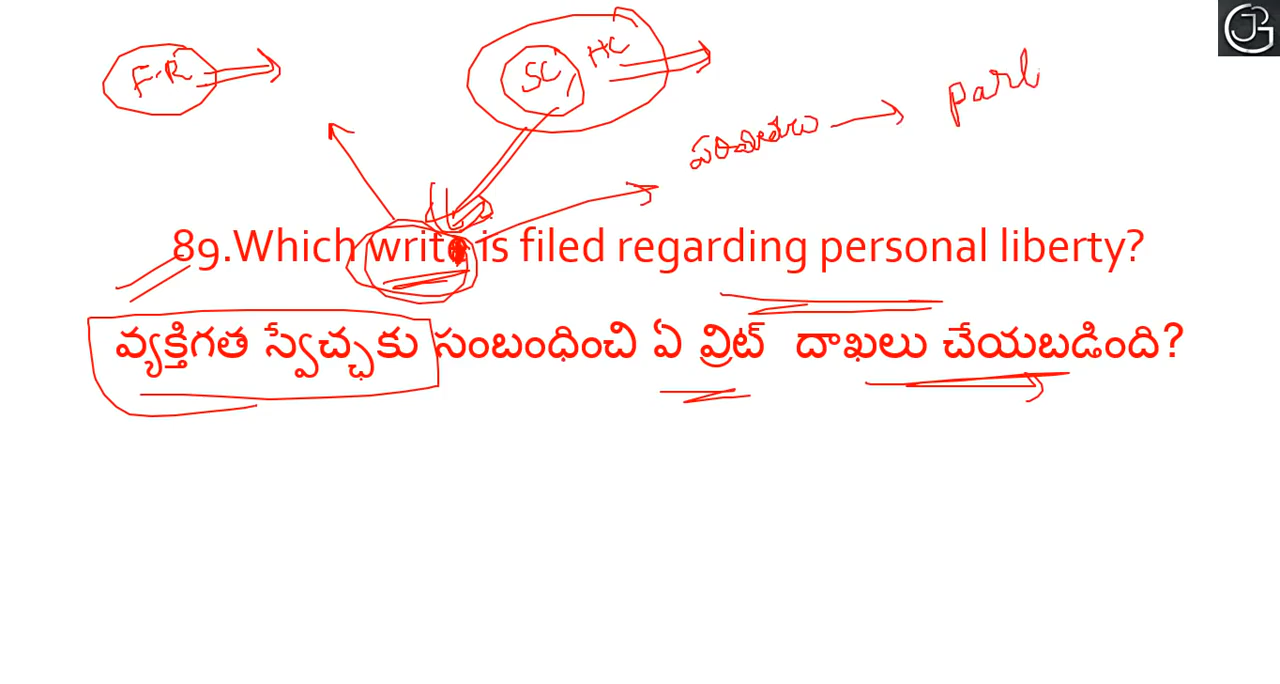 F.R
SC HC
parl
89.Which write is filed regarding personal liberty?
వ్యక్తిగత స్వేచ్ఛకు సంబంధించి ఏ వ్రిట్ దాఖలు చేయబడింది?